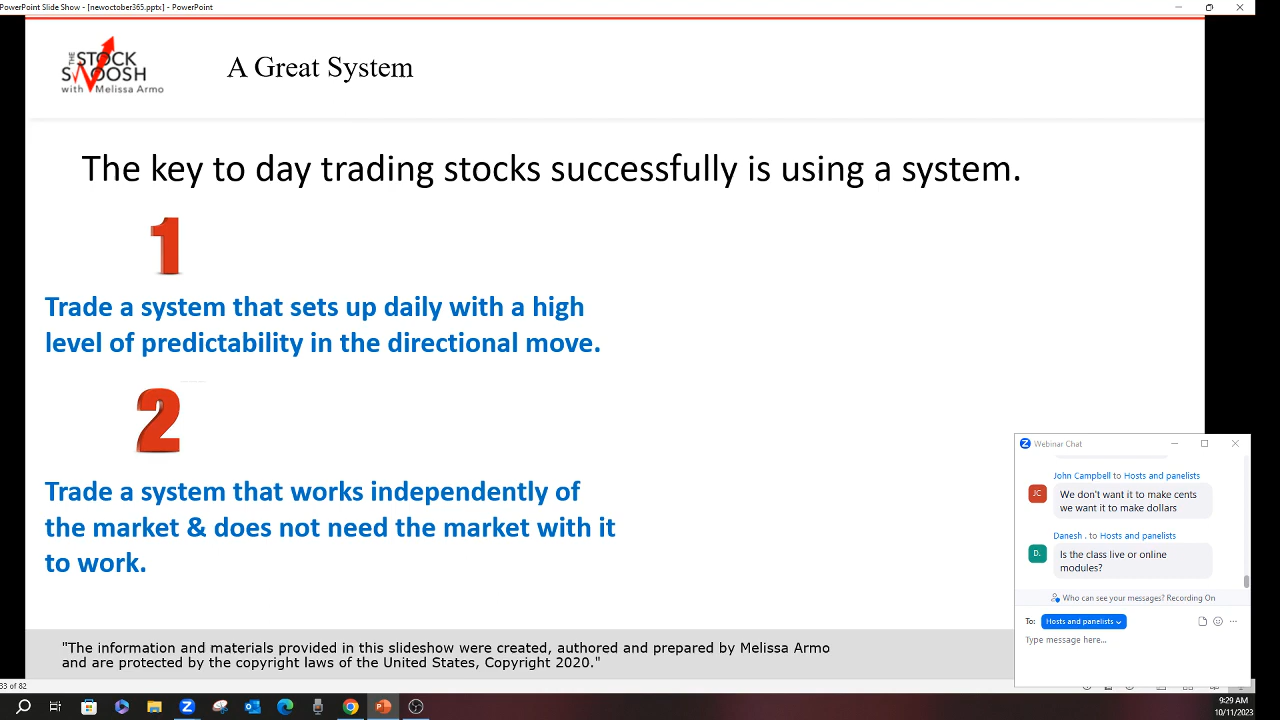 PowerPoint Slide Show - [newoctober365.pptx] - PowerPoint
THE
STOCK
SWOOSH
with Melissa Armo
A Great System
The key to day trading stocks successfully is using a system.
1
Trade a system that sets up daily with a high
level of predictability in the directional move.
2
Trade a system that works independently of
the market & does not need the market with it
to work.
"The information and materials provided in this slideshow were created, authored and prepared by Melissa Armo
and are protected by the copyright laws of the United States, Copyright 2020."
Webinar Chat
John Campbell to Hosts and panelists
JC
We don't want it to make cents
we want it to make dollars
Danesh . to Hosts and panelists
D.
Is the class live or online
modules?
Who can see your messages? Recording On
To: Hosts and panelists
Type message here...
33 of 82
9:29 AM
10/11/2023